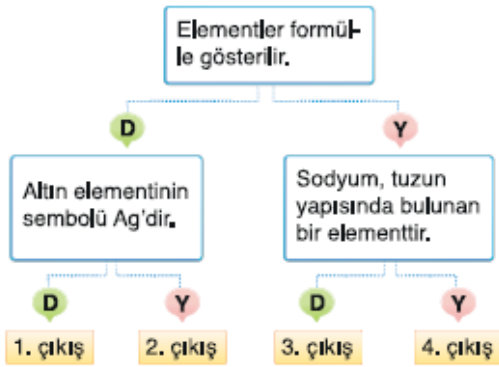 Elementler formül-
le gösterilir.
D
Y
Altın elementinin
sembolü Ag'dir.
Sodyum, tuzun
yapısında bulunan
bir elementtir.
D
Y
D
Y
1. çıkış
2. çıkış
3. çıkış
4. çıkış